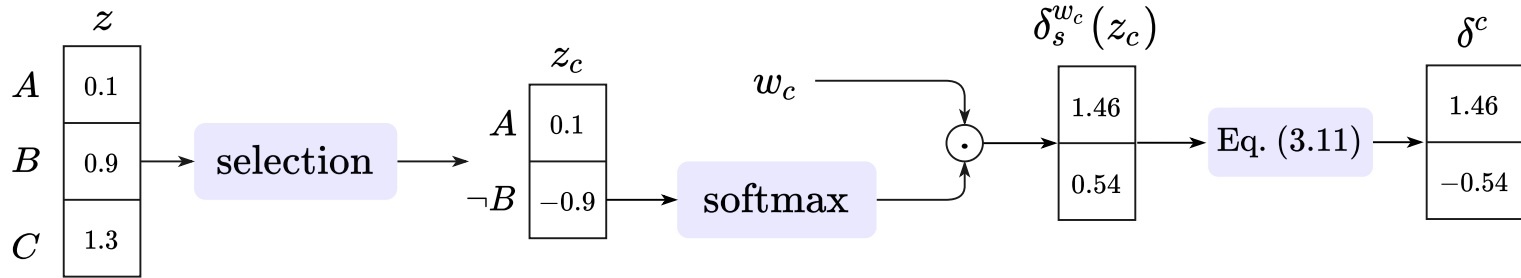 z
A
0.1
B
0.9
C
1.3
selection
z_c
A
0.1
¬B
−0.9
softmax
w_c
·
δ_s^{w_c}(z_c)
1.46
0.54
Eq. (3.11)
δ^c
1.46
−0.54